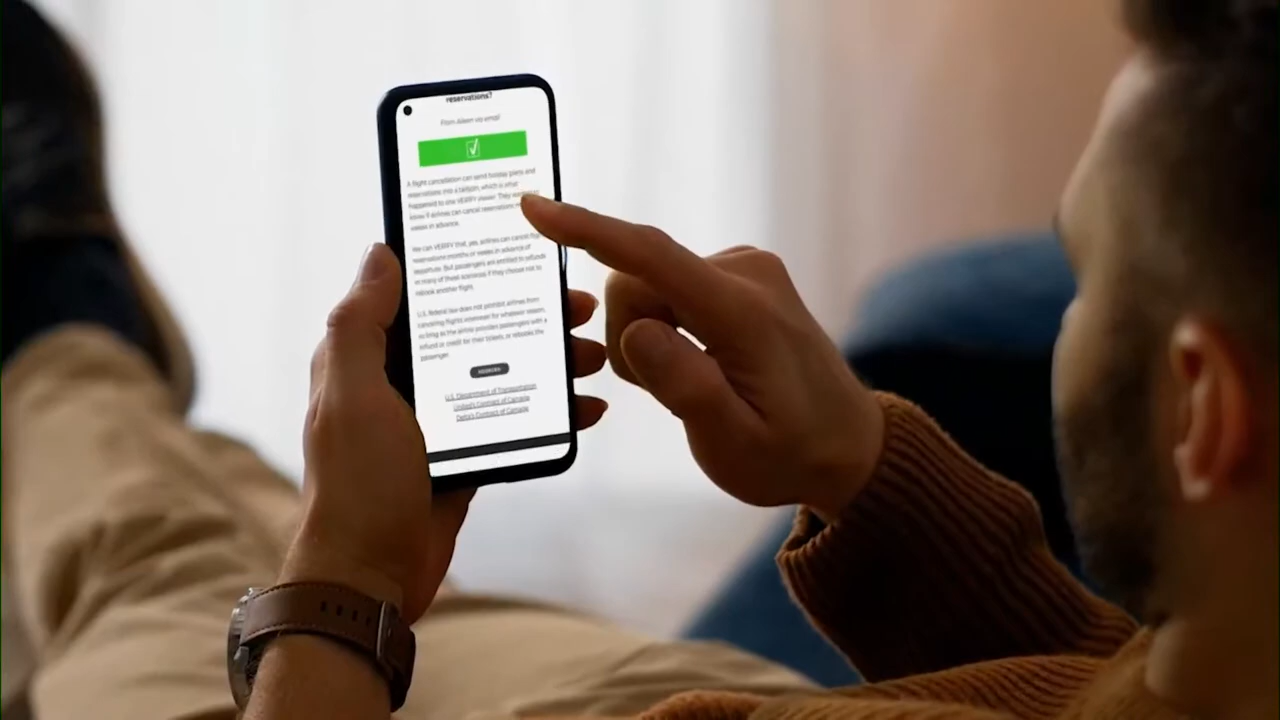 reservations?
From Aileen via email
A flight cancellation can send holiday plans and
reservations into a tailspin, which is what
happened to one VERIFY viewer. They wanted to
know if airlines can cancel reservations
weeks in advance.
We can VERIFY that, yes, airlines can cancel
reservations months or weeks in advance of
departure. But passengers are entitled to refunds
in many of these scenarios if they choose not to
rebook another flight.
U.S. federal law does not prohibit airlines from
canceling flights whenever for whatever reason,
so long as the airline provides passengers with a
refund or credit for their tickets, or rebooks the
passenger.
SOURCES
U.S. Department of Transportation
United's Contract of Carriage
Delta's Contract of Carriage